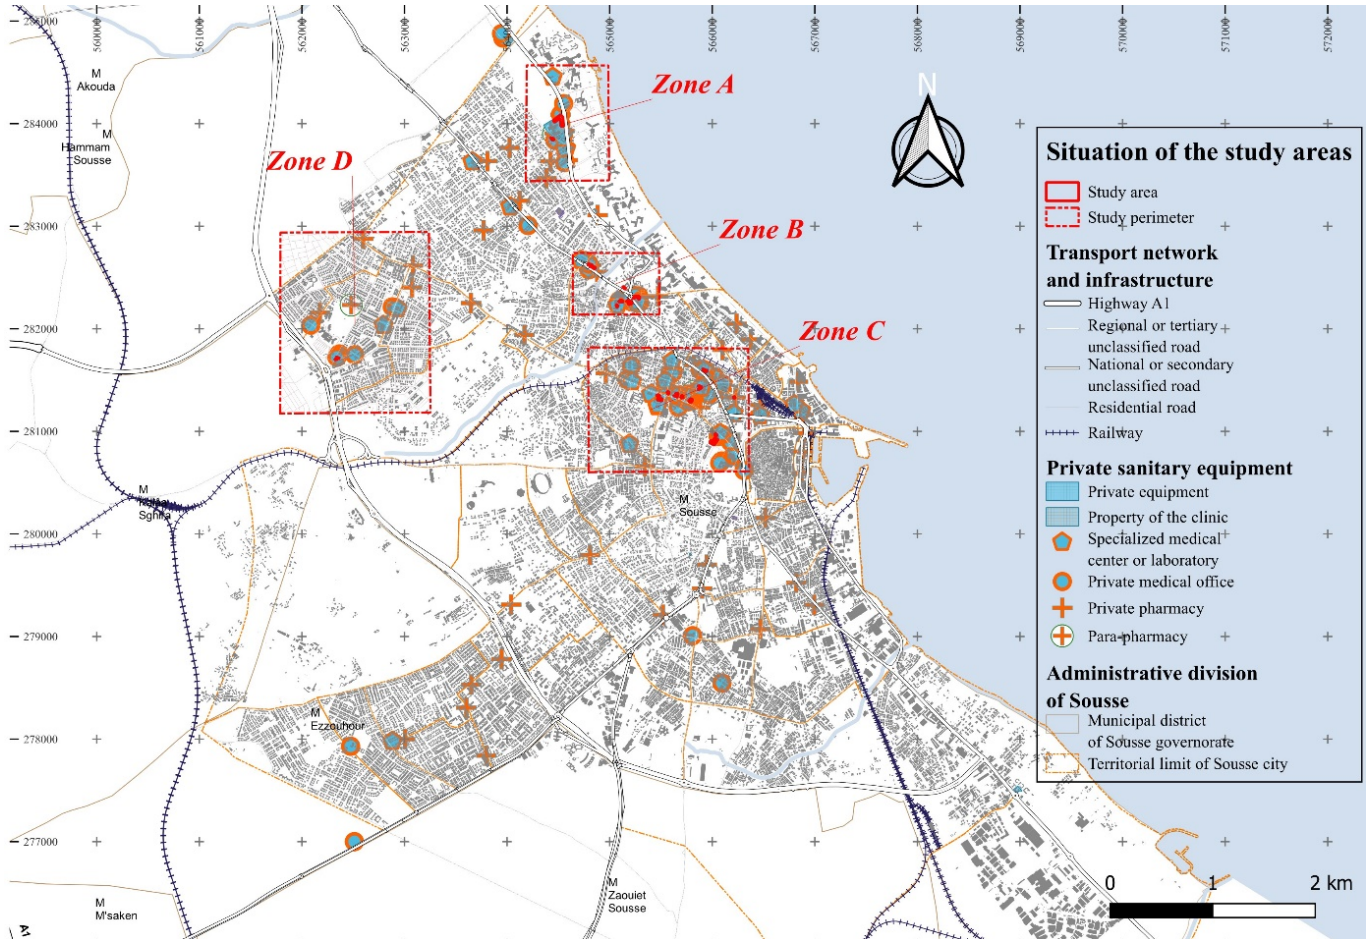 285000
560000
561000
562000
563000
564000
565000
566000
567000
568000
569000
570000
571000
572000
M
Akouda
Zone A
N
284000
M
Hammam
Sousse
Zone D
Situation of the study areas
Study area
Study perimeter
283000
Zone B
Transport network
and infrastructure
Highway A1
Regional or tertiary
unclassified road
National or secondary
unclassified road
Residential road
Railway
282000
Zone C
281000
Private sanitary equipment
Private equipment
Property of the clinic
Specialized medical
center or laboratory
Private medical office
Private pharmacy
Para-pharmacy
M
Sghira
M
Sousse
280000
279000
Administrative division
of Sousse
Municipal district
of Sousse governorate
Territorial limit of Sousse city
M
Ezzouhour
278000
277000
M
Zaouiet
Sousse
M
M'saken
0 1 2 km
A1